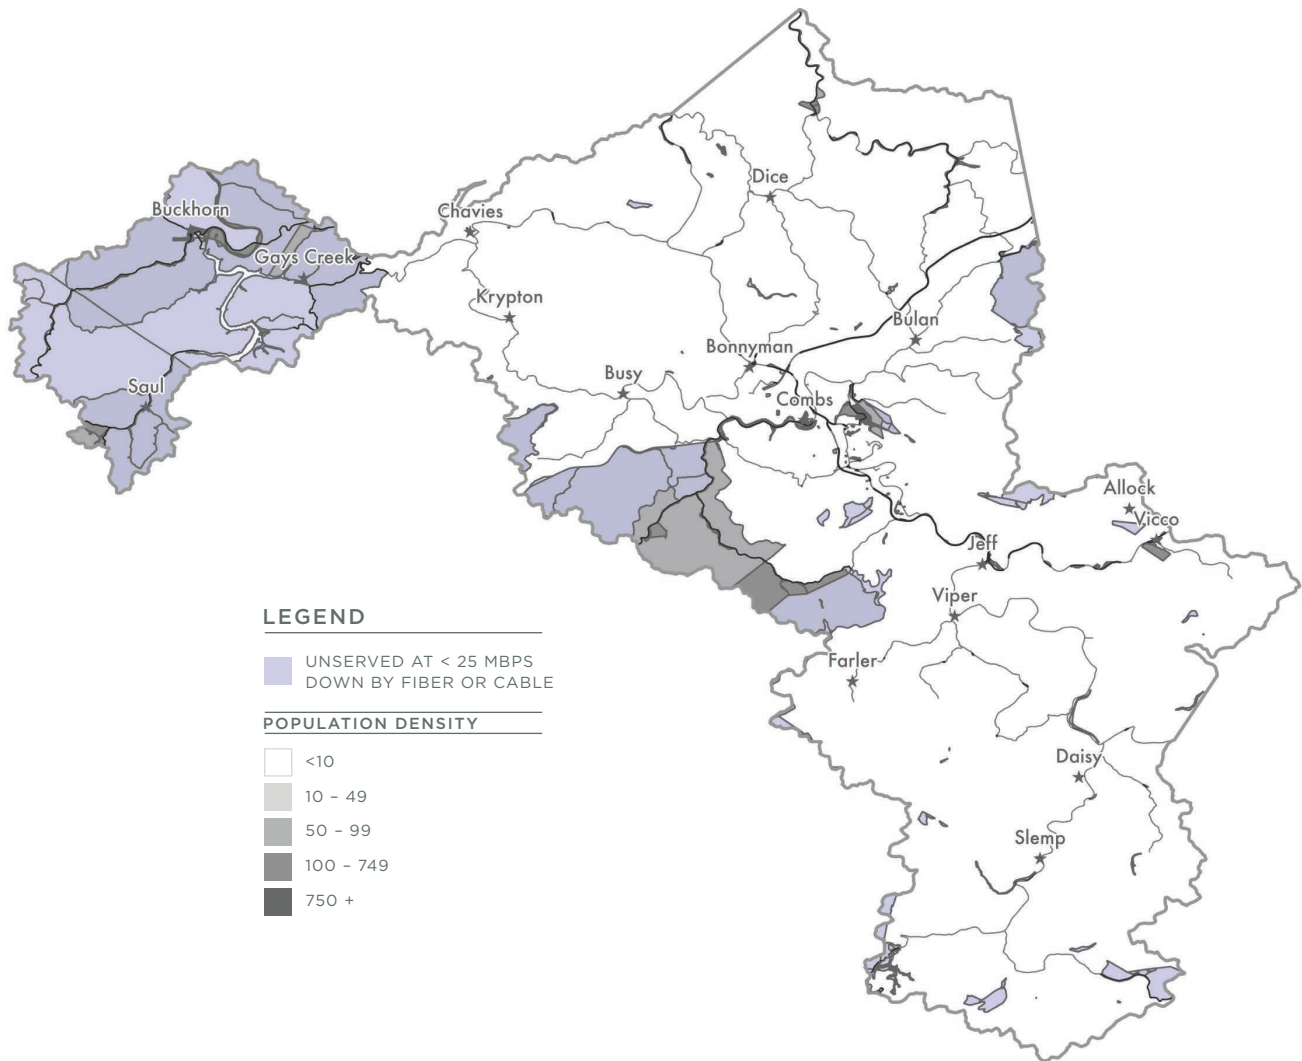 Dice
Buckhorn
Chavies
Gays Creek
Krypton
Bulan
Bonnyman
Busy
Saul
Combs
Allock
Vicco
Jeff
Viper
LEGEND
UNSERVED AT < 25 MBPS
DOWN BY FIBER OR CABLE
Farler
POPULATION DENSITY
<10
Daisy
10 – 49
50 – 99
Slemp
100 – 749
750 +